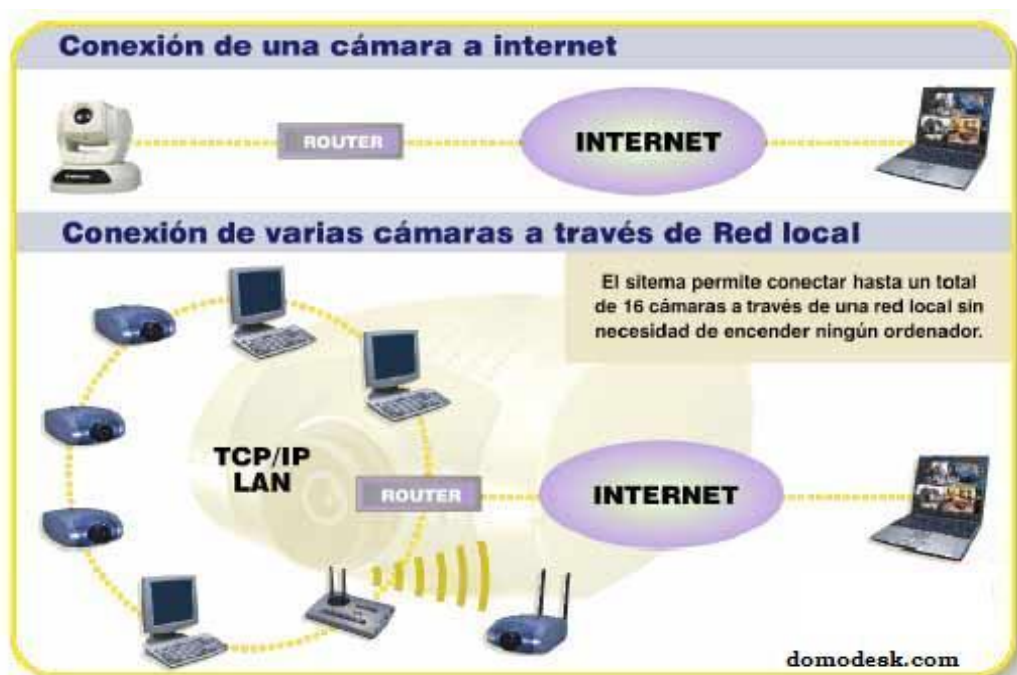 Conexión de una cámara a internet
ROUTER
INTERNET
Conexión de varias cámaras a través de Red local
El sitema permite conectar hasta un total
de 16 cámaras a través de una red local sin
necesidad de encender ningún ordenador.
TCP/IP
LAN
ROUTER
INTERNET
domodesk.com